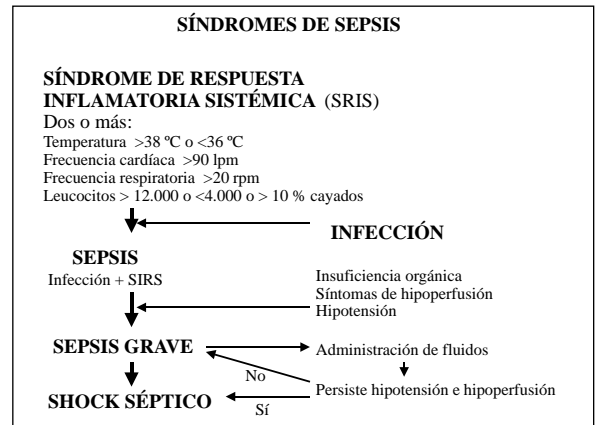 SÍNDROMES DE SEPSIS
SÍNDROME DE RESPUESTA
INFLAMATORIA SISTÉMICA (SRIS)
Dos o más:
Temperatura >38 ºC o <36 ºC
Frecuencia cardíaca >90 lpm
Frecuencia respiratoria >20 rpm
Leucocitos > 12.000 o <4.000 o > 10 % cayados
INFECCIÓN
SEPSIS
Infección + SIRS
Insuficiencia orgánica
Síntomas de hipoperfusión
Hipotensión
SEPSIS GRAVE
Administración de fluidos
No
Persiste hipotensión e hipoperfusión
SHOCK SÉPTICO
Sí